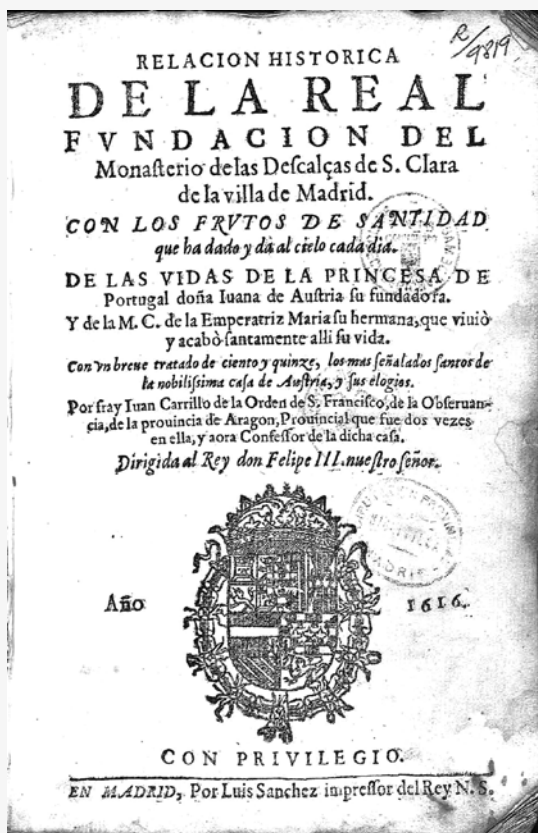 R/9819
RELACION HISTORICA
DE LA REAL
FVNDACION DEL
Monaſterio de las Deſcalças de S. Clara
de la villa de Madrid.
CON LOS FRVTOS DE SANTIDAD
que ha dado y dà al cielo cada dia.
DE LAS VIDAS DE LA PRINCESA DE
Portugal doña Iuana de Auſtria ſu fundadora.
Y de la M. C. de la Emperatriz Maria ſu hermana, que viuiò
y acabò ſantamente alli ſu vida.
Con vn breue tratado de ciento y quinze, los mas ſeñalados ſantos de
la nobiliſsima caſa de Auſtria, y ſus elogios.
Por fray Iuan Carrillo de la Orden de S. Franciſco, de la Obſeruan-
cia, de la prouincia de Aragon, Prouincial que fue dos vezes
en ella, y aora Confeſſor de la dicha caſa.
Dirigida al Rey don Felipe III. nueſtro ſeñor.
Año 1616.
CON PRIVILEGIO.
EN MADRID, Por Luis Sanchez impreſſor del Rey N. S.